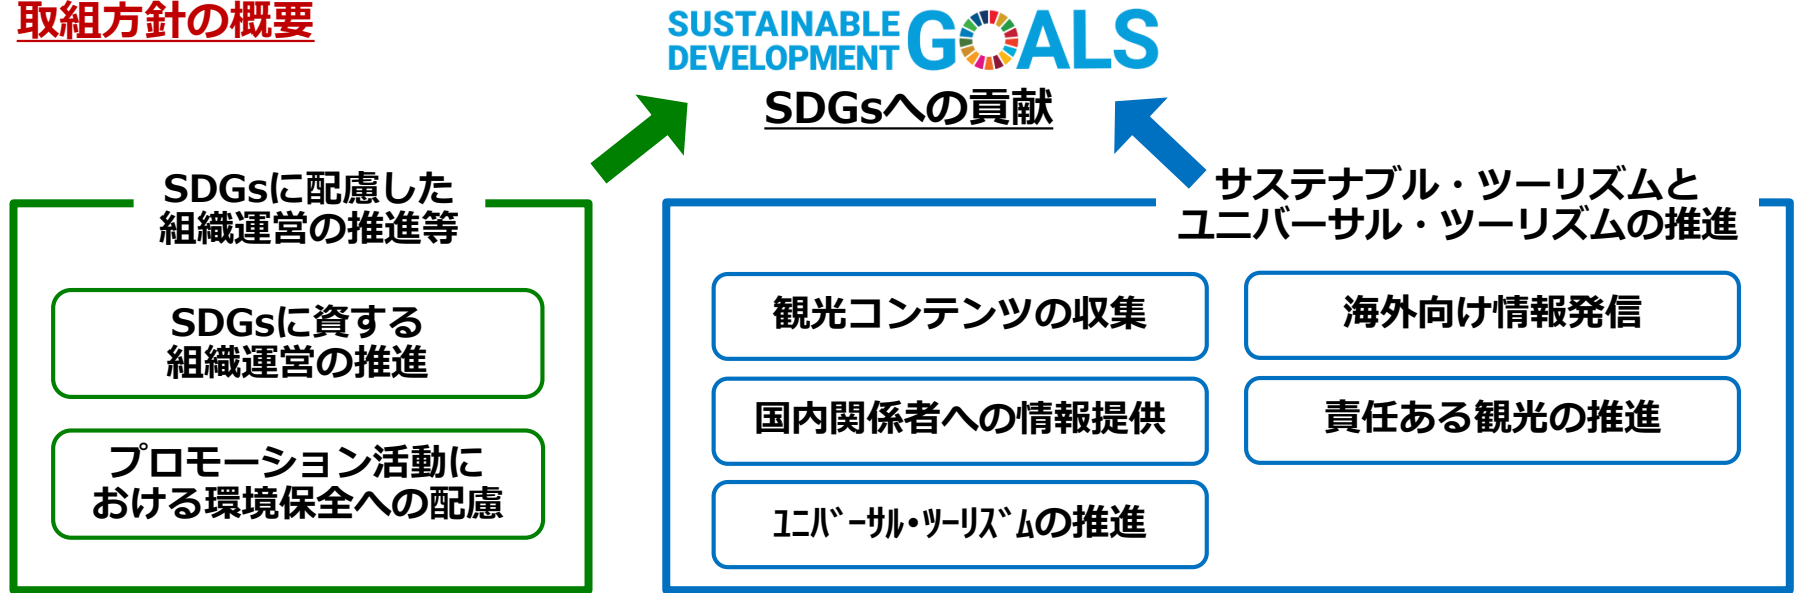 取組方針の概要
SUSTAINABLE
DEVELOPMENT
GOALS
SDGsへの貢献
SDGsに配慮した
組織運営の推進等
SDGsに資する
組織運営の推進
プロモーション活動に
おける環境保全への配慮
サステナブル・ツーリズムと
ユニバーサル・ツーリズムの推進
観光コンテンツの収集
海外向け情報発信
国内関係者への情報提供
責任ある観光の推進
ﾕﾆﾊﾞｰｻﾙ・ﾂｰﾘｽﾞﾑの推進